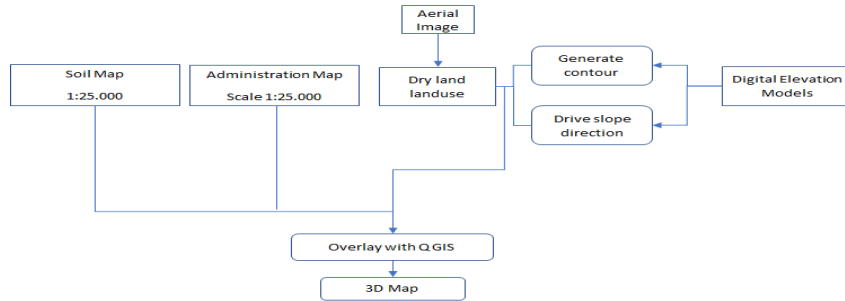 Aerial
Image
Soil Map
1:25.000
Administration Map
Scale 1:25.000
Dry land
landuse
Generate
contour
Drive slope
direction
Digital Elevation
Models
Overlay with QGIS
3D Map